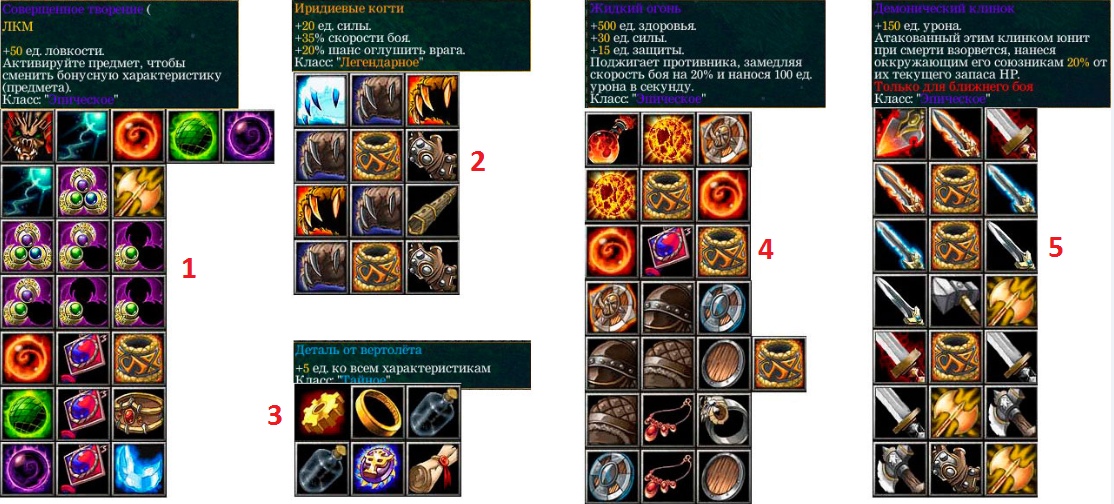 Совершенное творение (
ЛКМ
+50 ед. ловкости.
Активируйте предмет, чтобы
сменить бонусную характеристику
(предмета).
Класс: "Эпическое"
1
Иридиевые когти
+20 ед. силы.
+35% скорости боя.
+20% шанс оглушить врага.
Класс: "Легендарное"
2
Деталь от вертолёта
+5 ед. ко всем характеристикам
Класс: "Тайное"
3
Жидкий огонь
+500 ед. здоровья.
+30 ед. силы.
+15 ед. защиты.
Поджигает противника, замедляя
скорость боя на 20% и нанося 100 ед.
урона в секунду.
Класс: "Эпическое"
4
Демонический клинок
+150 ед. урона.
Атакованный этим клинком юнит
при смерти взорвется, нанеся
оккружающим его союзникам 20% от
их текущего запаса HP.
Только для ближнего боя
Класс: "Эпическое"
5